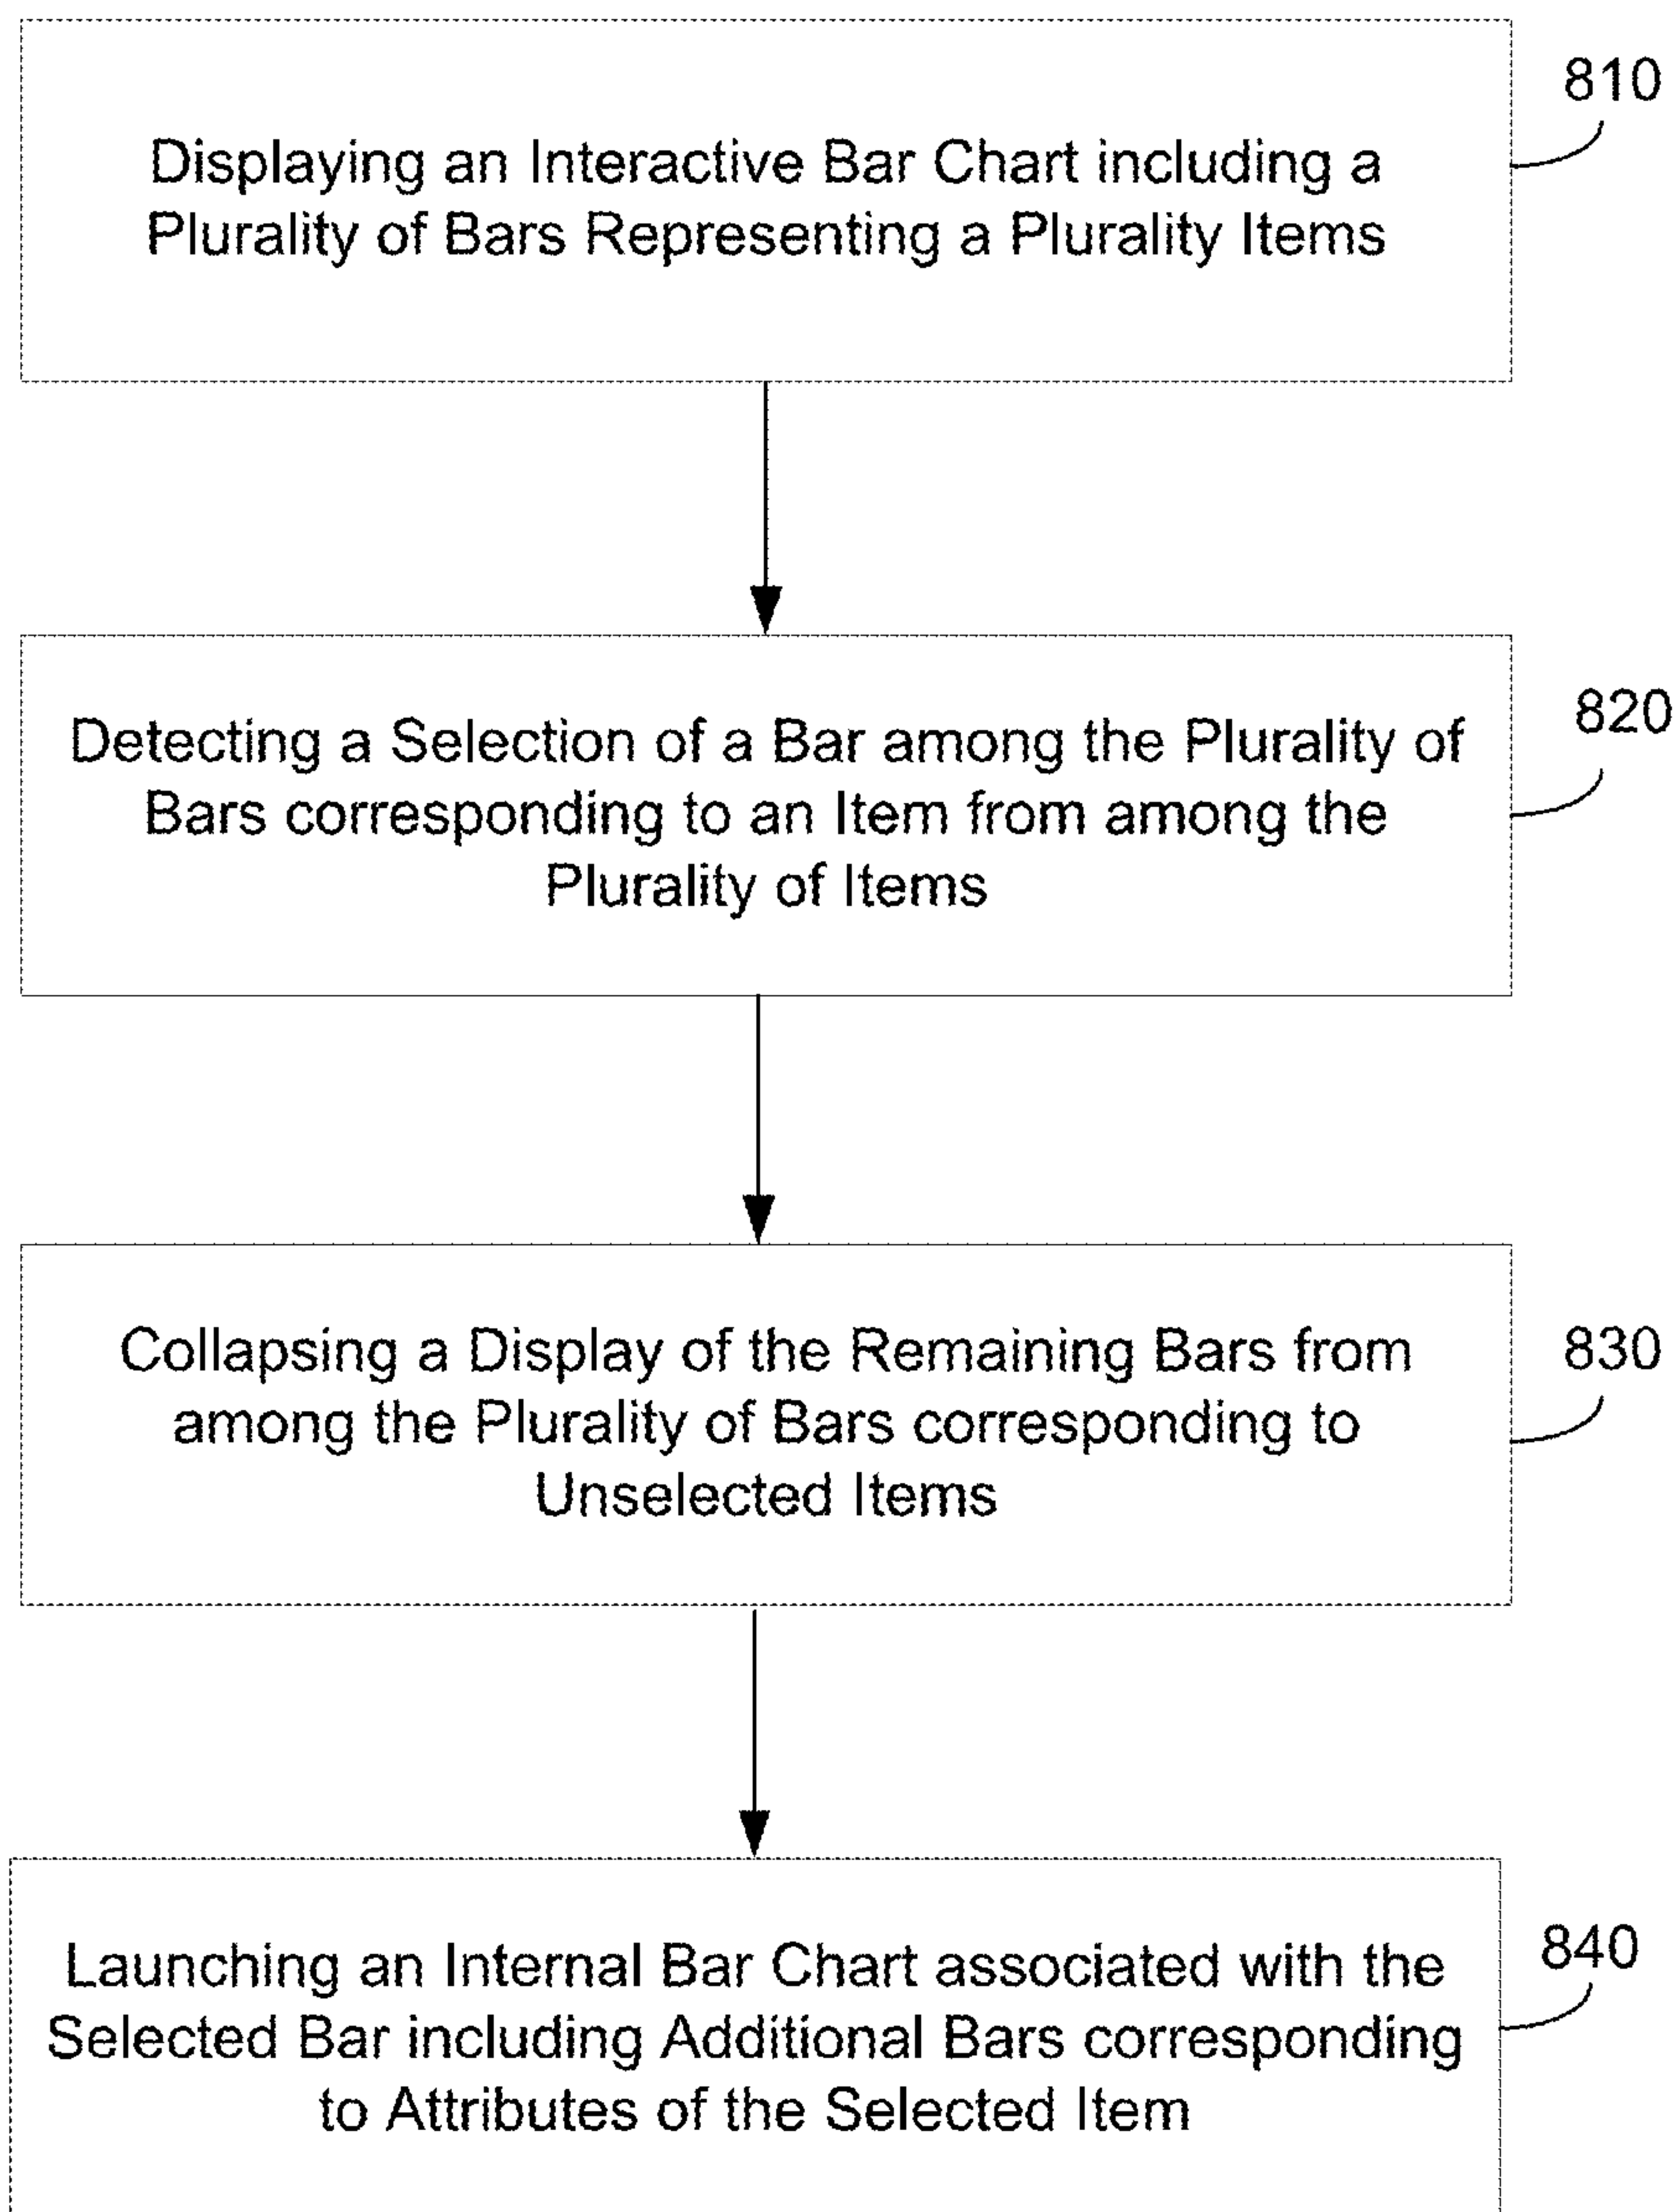 810
Displaying an Interactive Bar Chart including a
Plurality of Bars Representing a Plurality Items
820
Detecting a Selection of a Bar among the Plurality of
Bars corresponding to an Item from among the
Plurality of Items
830
Collapsing a Display of the Remaining Bars from
among the Plurality of Bars corresponding to
Unselected Items
840
Launching an Internal Bar Chart associated with the
Selected Bar including Additional Bars corresponding
to Attributes of the Selected Item